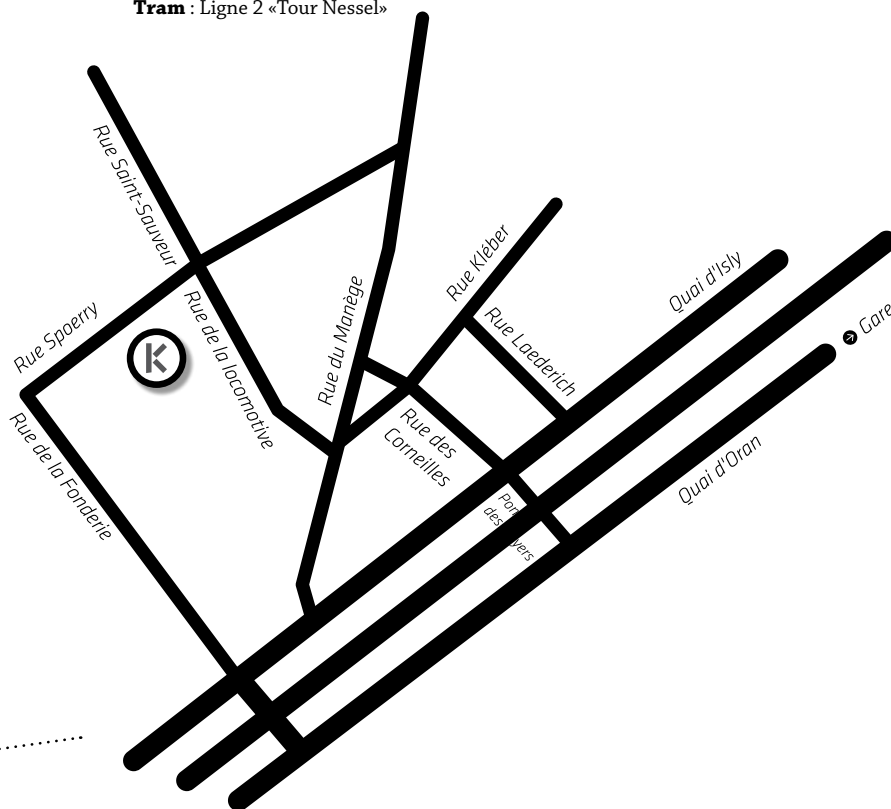 Tram : Ligne 2 «Tour Nessel»
Rue Saint-Sauveur
Rue Spoerry
Rue de la locomotive
Rue du Manège
Rue Kléber
Rue Laederich
Quai d'Isly
Gare
K
Rue de la Fonderie
Rue des
Corneilles
Quai d'Oran